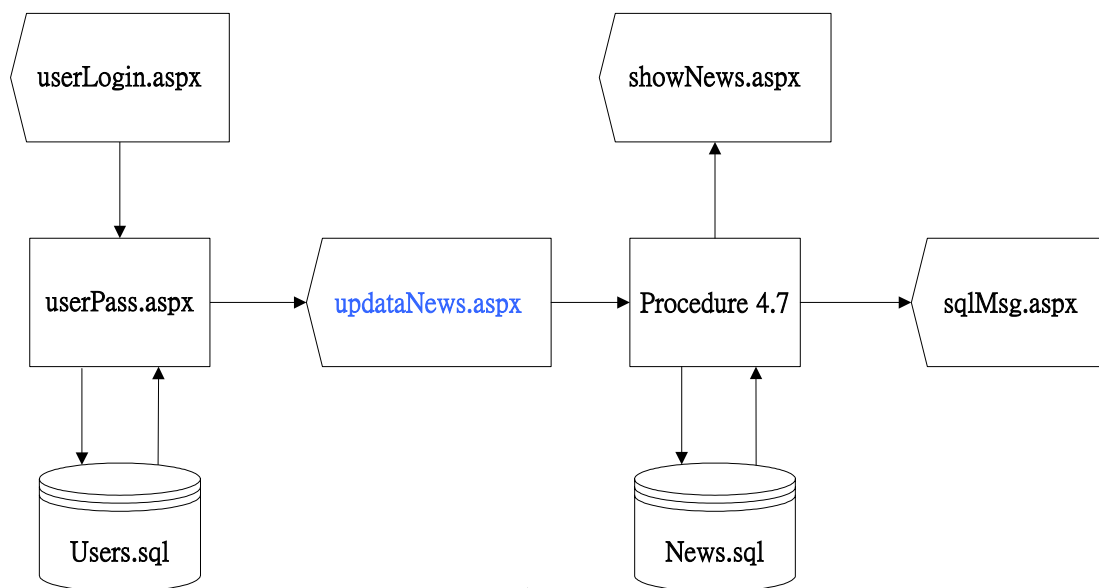 userLogin.aspx
showNews.aspx
userPass.aspx
updataNews.aspx
Procedure 4.7
sqlMsg.aspx
Users.sql
News.sql